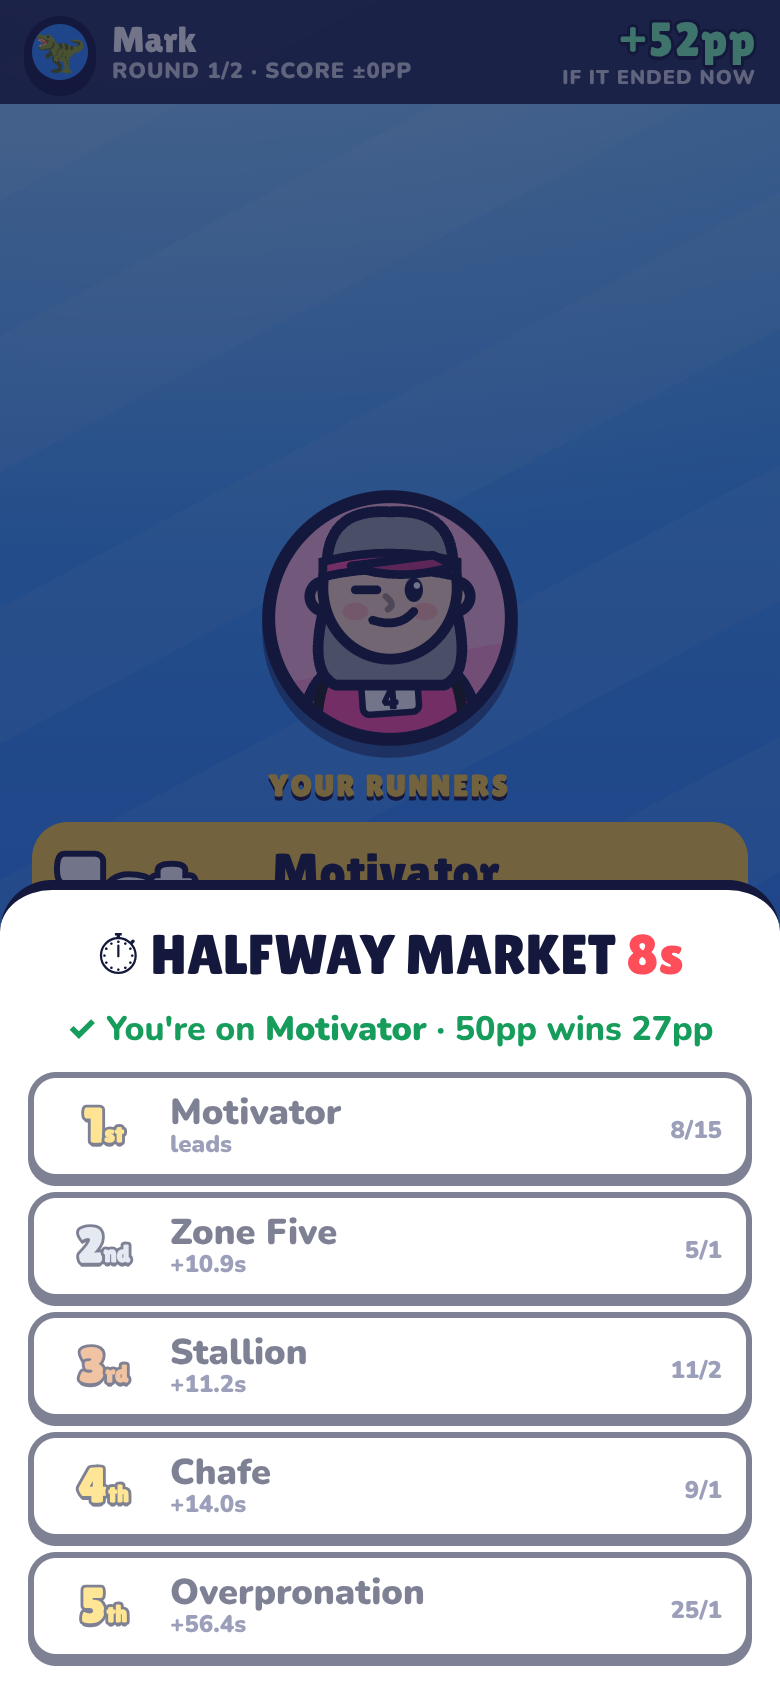 Mark
ROUND 1/2 · SCORE ±0PP
+52pp
IF IT ENDED NOW
4
YOUR RUNNERS
Motivator
⏱ HALFWAY MARKET 8s
✓ You're on Motivator · 50pp wins 27pp
1st
Motivator
leads
8/15
2nd
Zone Five
+10.9s
5/1
3rd
Stallion
+11.2s
11/2
4th
Chafe
+14.0s
9/1
5th
Overpronation
+56.4s
25/1